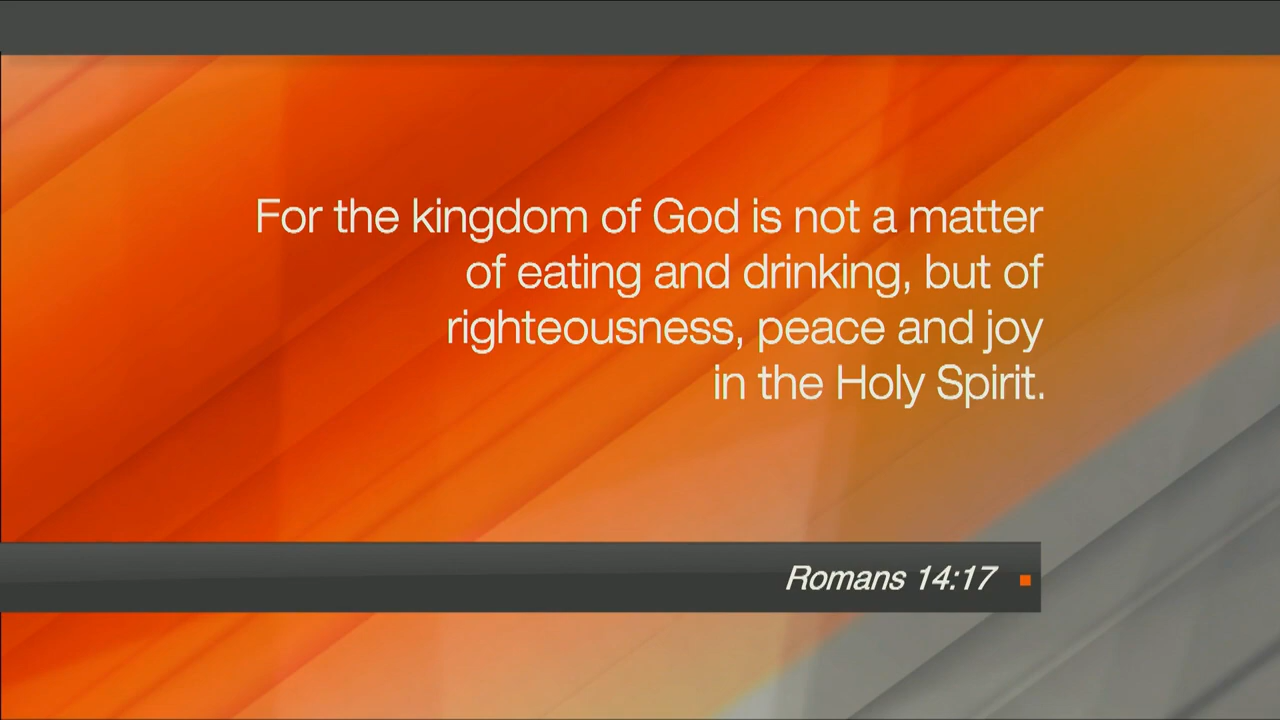 For the kingdom of God is not a matter
of eating and drinking, but of
righteousness, peace and joy
in the Holy Spirit.
Romans 14:17